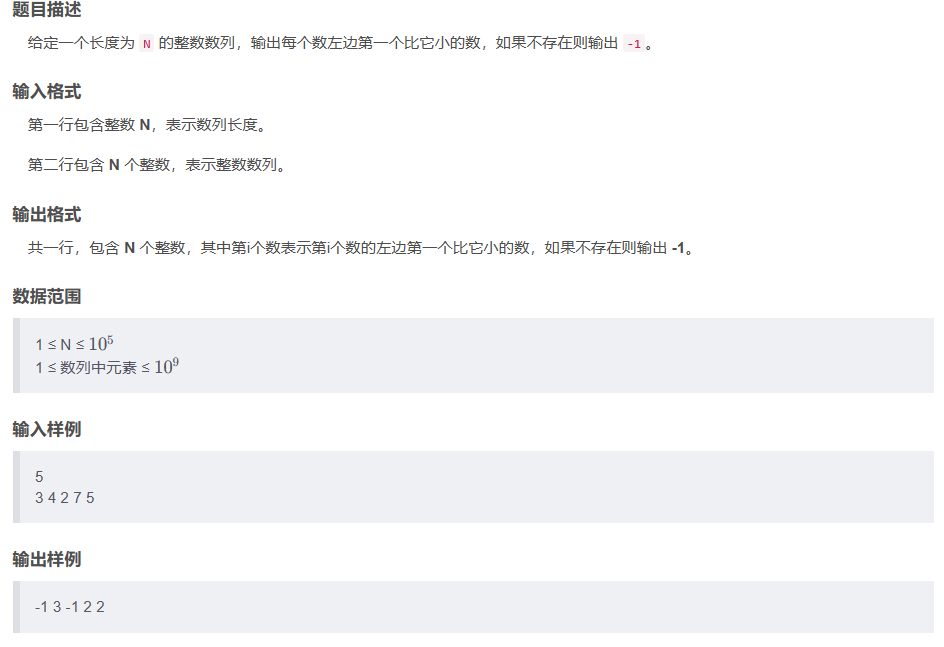 题目描述
给定一个长度为 N 的整数数列，输出每个数左边第一个比它小的数，如果不存在则输出 -1 。
输入格式
第一行包含整数 N，表示数列长度。
第二行包含 N 个整数，表示整数数列。
输出格式
共一行，包含 N 个整数，其中第i个数表示第i个数的左边第一个比它小的数，如果不存在则输出 -1。
数据范围
1 ≤ N ≤ 10⁵
1 ≤ 数列中元素 ≤ 10⁹
输入样例
5
3 4 2 7 5
输出样例
-1 3 -1 2 2